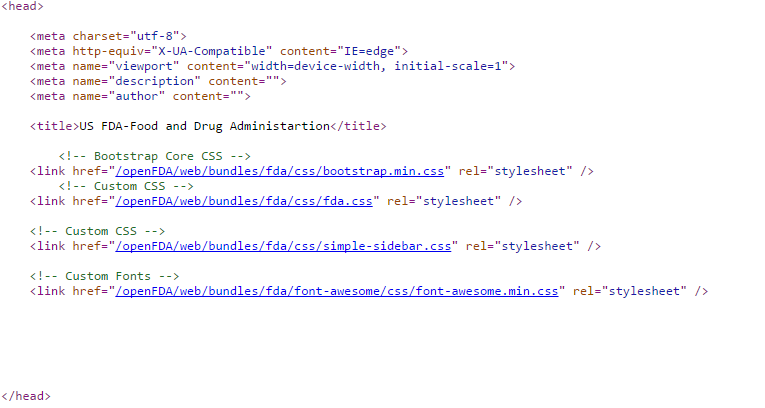 <head>
<meta charset="utf-8">
<meta http-equiv="X-UA-Compatible" content="IE=edge">
<meta name="viewport" content="width=device-width, initial-scale=1">
<meta name="description" content="">
<meta name="author" content="">
<title>US FDA-Food and Drug Administartion</title>
<!-- Bootstrap Core CSS -->
<link href="/openFDA/web/bundles/fda/css/bootstrap.min.css" rel="stylesheet" />
<!-- Custom CSS -->
<link href="/openFDA/web/bundles/fda/css/fda.css" rel="stylesheet" />
<!-- Custom CSS -->
<link href="/openFDA/web/bundles/fda/css/simple-sidebar.css" rel="stylesheet" />
<!-- Custom Fonts -->
<link href="/openFDA/web/bundles/fda/font-awesome/css/font-awesome.min.css" rel="stylesheet" />
</head>